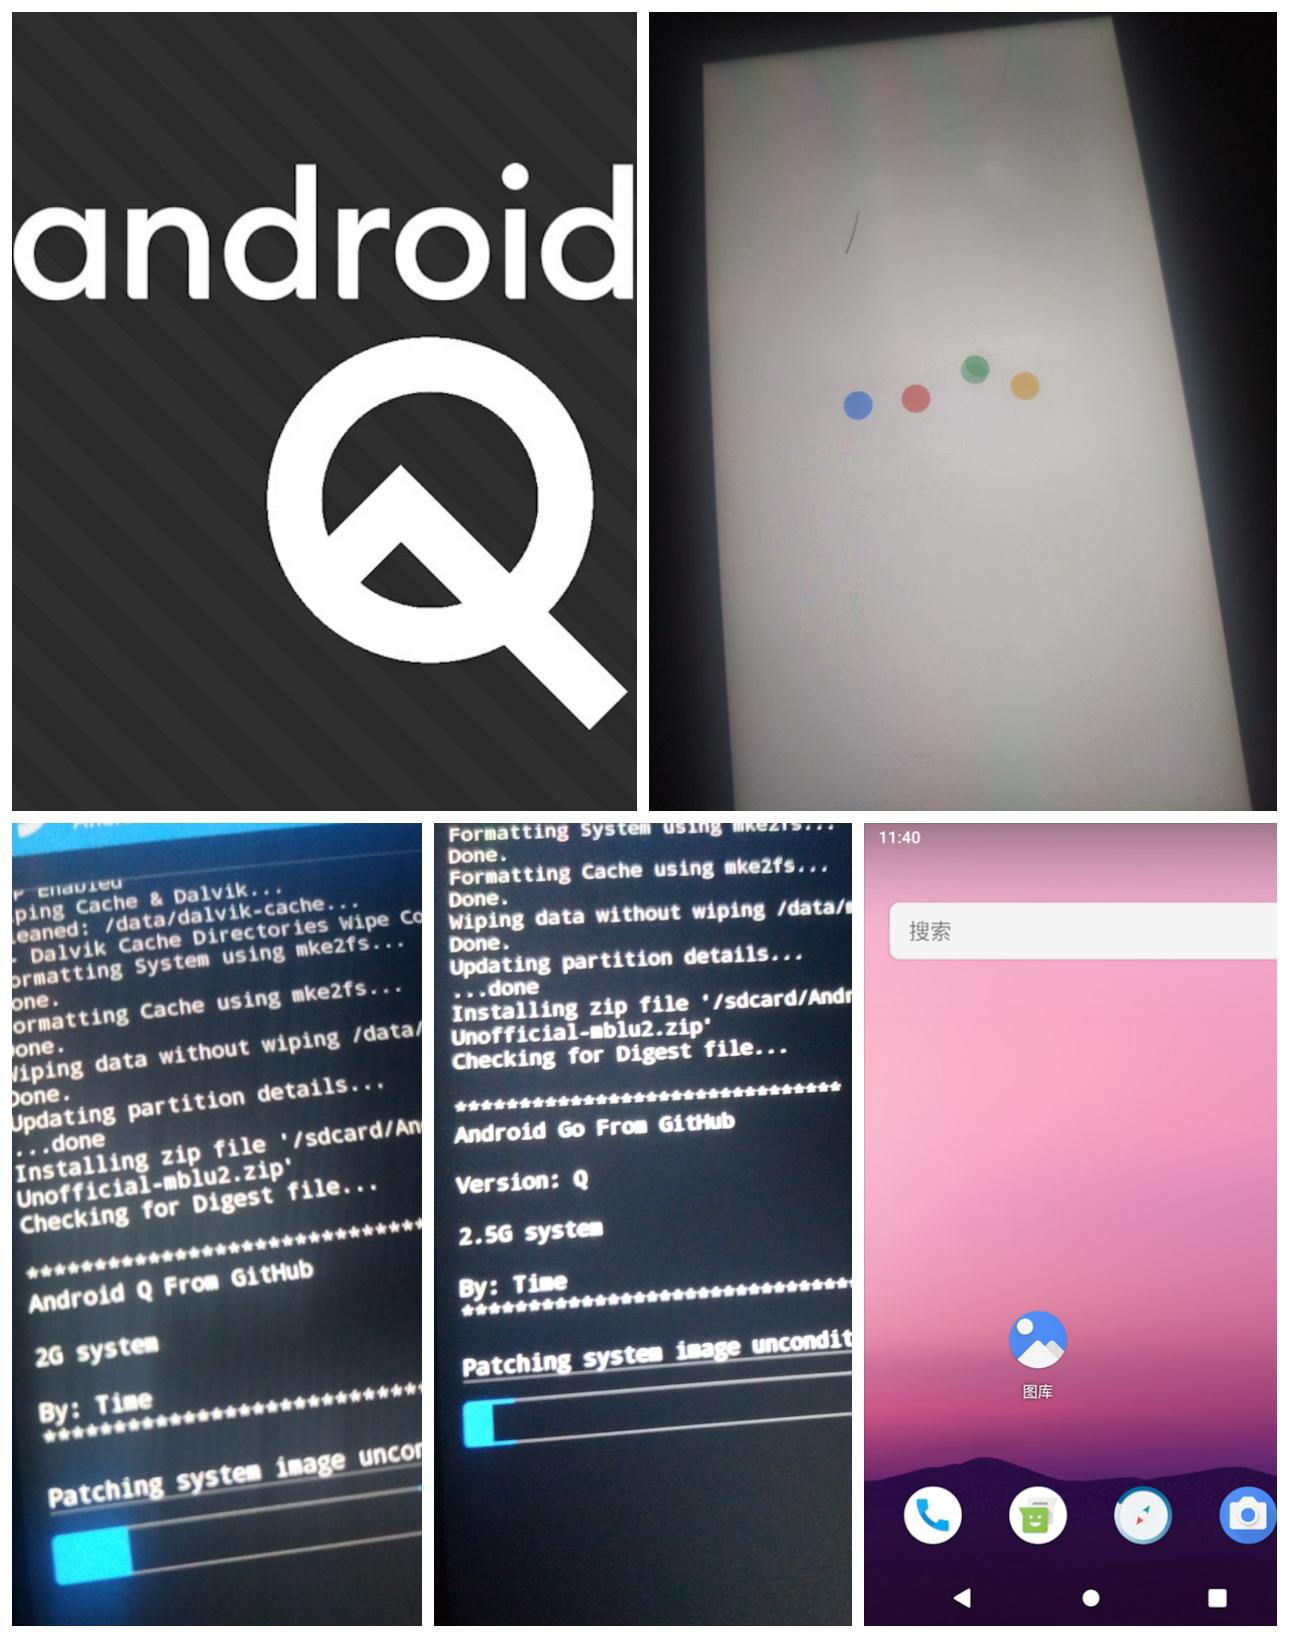 android
Q
P Enabled
ping Cache & Dalvik...
leaned: /data/dalvik-cache...
. Dalvik Cache Directories Wipe Co
ormatting System using mke2fs...
one.
ormatting Cache using mke2fs...
Done.
Wiping data without wiping /data/
Done.
Updating partition details...
...done
Installing zip file '/sdcard/An
Unofficial-mblu2.zip'
Checking for Digest file...
********************************
Android Q From GitHub
2G system
By: Time
********************************
Patching system image uncon
Formatting System using mke2fs...
Done.
Formatting Cache using mke2fs...
Done.
Wiping data without wiping /data/m
Done.
Updating partition details...
...done
Installing zip file '/sdcard/Andr
Unofficial-mblu2.zip'
Checking for Digest file...
********************************
Android Go From GitHub
Version: Q
2.5G system
By: Time
********************************
Patching system image uncondit
11:40
搜索
图库